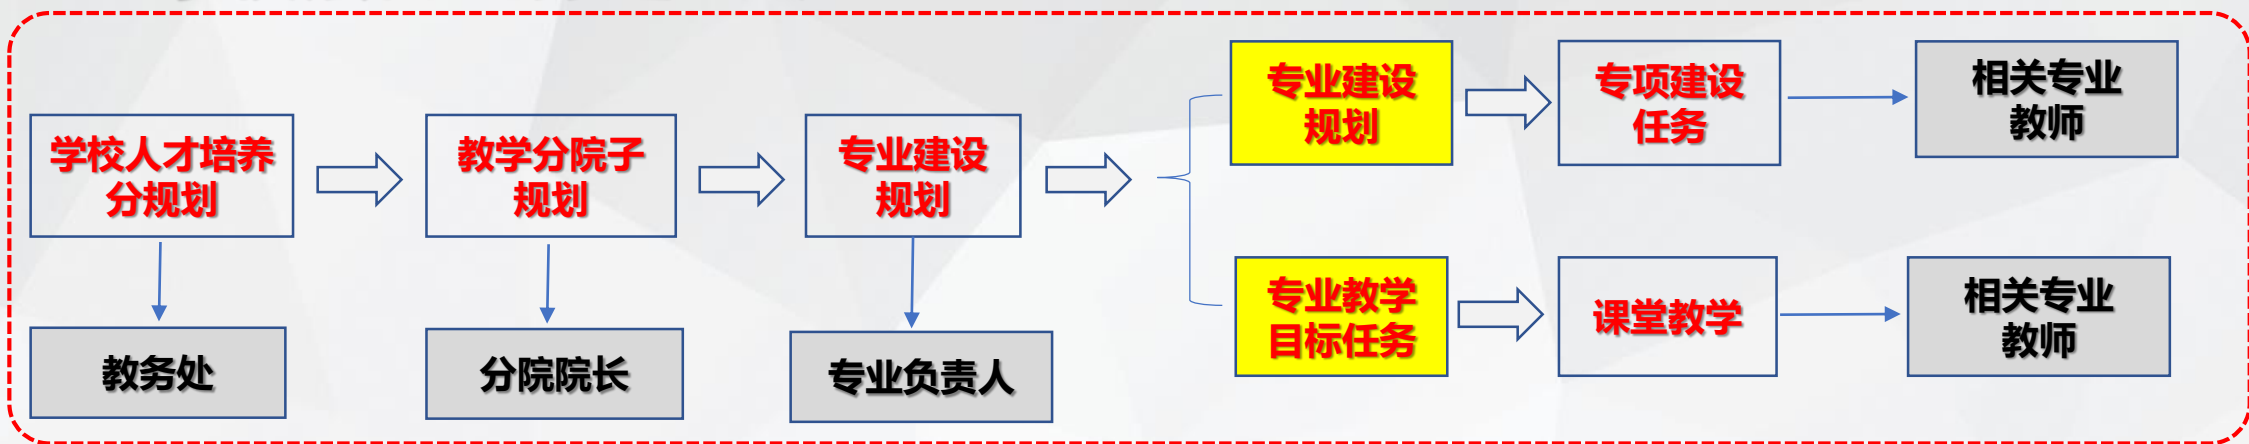 学校人才培养
分规划
教学分院子
规划
专业建设
规划
专业建设
规划
专项建设
任务
相关专业
教师
教务处
分院院长
专业负责人
专业教学
目标任务
课堂教学
相关专业
教师